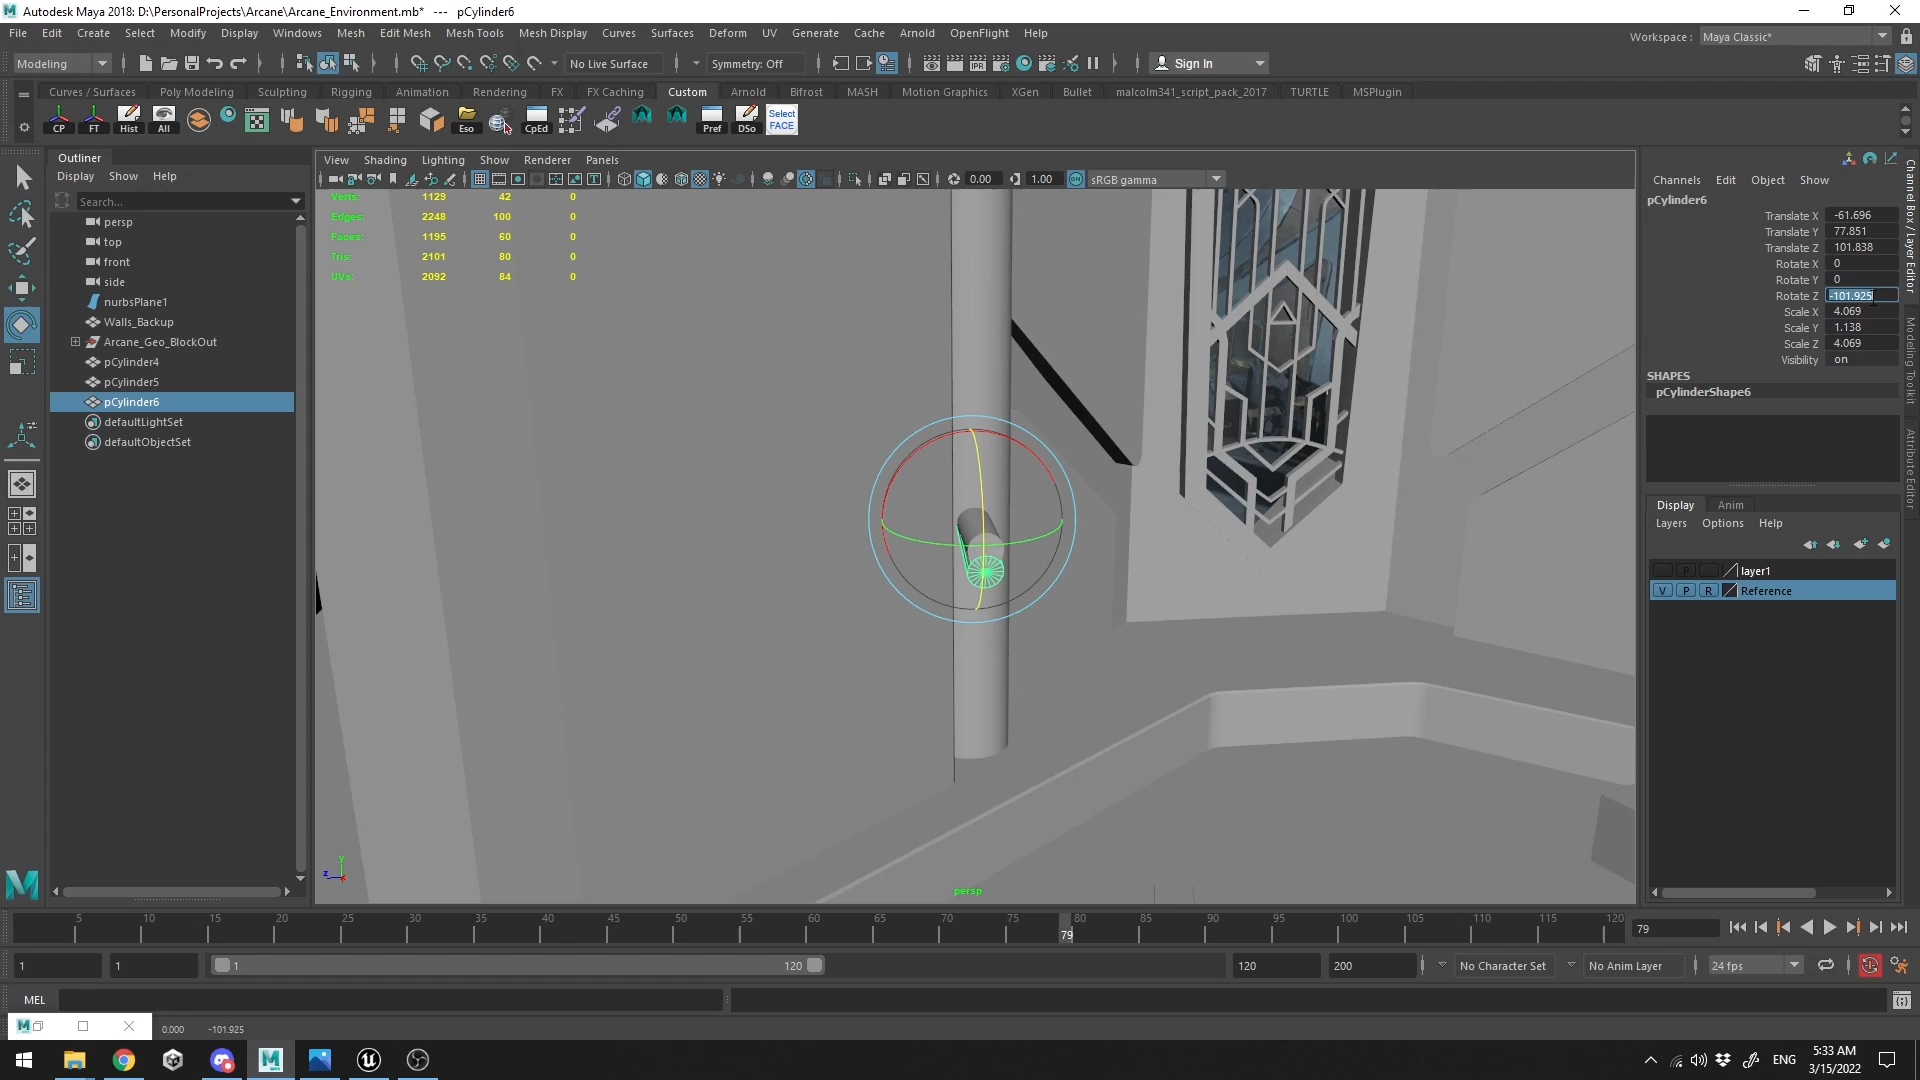 Autodesk Maya 2018: D:\PersonalProjects\Arcane\Arcane_Environment.mb* --- pCylinder6
File Edit Create Select Modify Display Windows Mesh Edit Mesh Mesh Tools Mesh Display Curves Surfaces Deform UV Generate Cache Arnold OpenFlight Help
Workspace : Maya Classic*
Modeling No Live Surface Symmetry: Off Sign In
Curves / Surfaces Poly Modeling Sculpting Rigging Animation Rendering FX FX Caching Custom Arnold Bifrost MASH Motion Graphics XGen Bullet malcolm341_script_pack_2017 TURTLE MSPlugin
CP FT Hist All Eso CpEd Pref DSo Select FACE
Outliner
Display Show Help
Search...
persp
top
front
side
nurbsPlane1
Walls_Backup
Arcane_Geo_BlockOut
pCylinder4
pCylinder5
pCylinder6
defaultLightSet
defaultObjectSet
View Shading Lighting Show Renderer Panels
0.00 1.00 ON sRGB gamma
Verts: 1129 42 0
Edges: 2248 100 0
Faces: 1195 60 0
Tris: 2101 80 0
UVs: 2092 84 0
y
z x
persp
Channels Edit Object Show
pCylinder6
Translate X -61.696
Translate Y 77.851
Translate Z 101.838
Rotate X 0
Rotate Y 0
Rotate Z -101.925
Scale X 4.069
Scale Y 1.138
Scale Z 4.069
Visibility on
SHAPES
pCylinderShape6
Display Anim
Layers Options Help
P layer1
V P R Reference
Channel Box / Layer Editor
Modeling Toolkit
Attribute Editor
5 10 15 20 25 30 35 40 45 50 55 60 65 70 75 80 85 90 95 100 105 110 115 120
79
79
1 1 1 120 120 200 No Character Set No Anim Layer 24 fps
MEL
0.000 -101.925
ENG
5:33 AM
3/15/2022